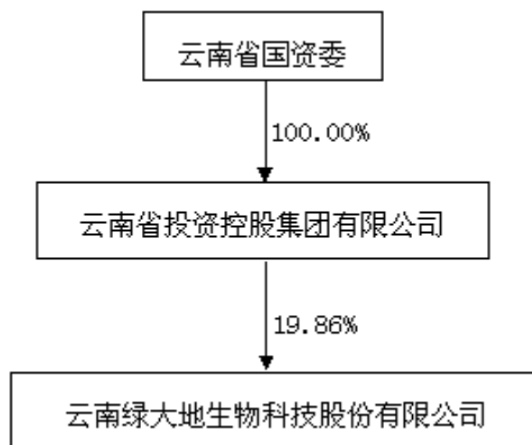 云南省国资委
100.00%
云南省投资控股集团有限公司
19.86%
云南绿大地生物科技股份有限公司